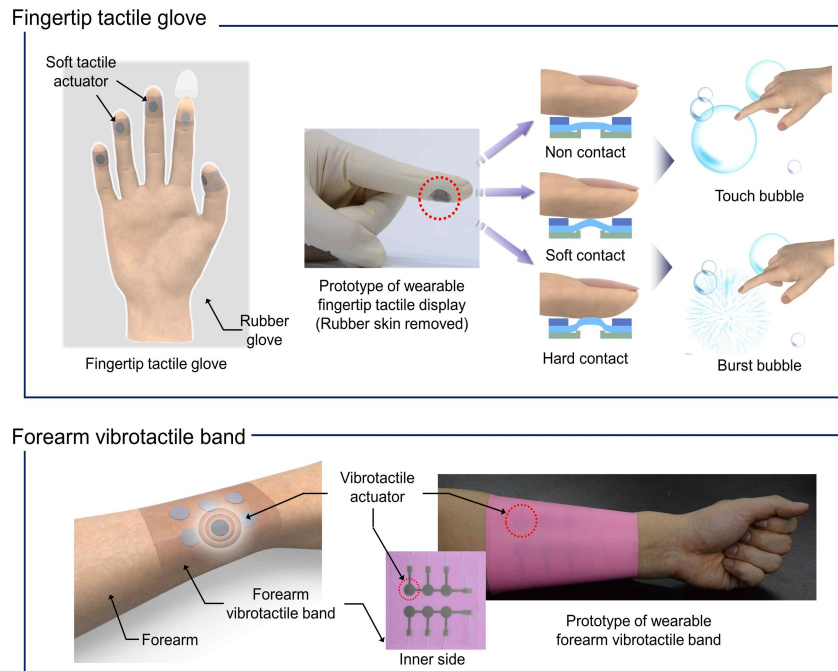 Fingertip tactile glove
Soft tactile
actuator
Rubber
glove
Fingertip tactile glove
Prototype of wearable
fingertip tactile display
(Rubber skin removed)
Non contact
Soft contact
Hard contact
Touch bubble
Burst bubble
Forearm vibrotactile band
Vibrotactile
actuator
Forearm
vibrotactile band
Forearm
Inner side
Prototype of wearable
forearm vibrotactile band